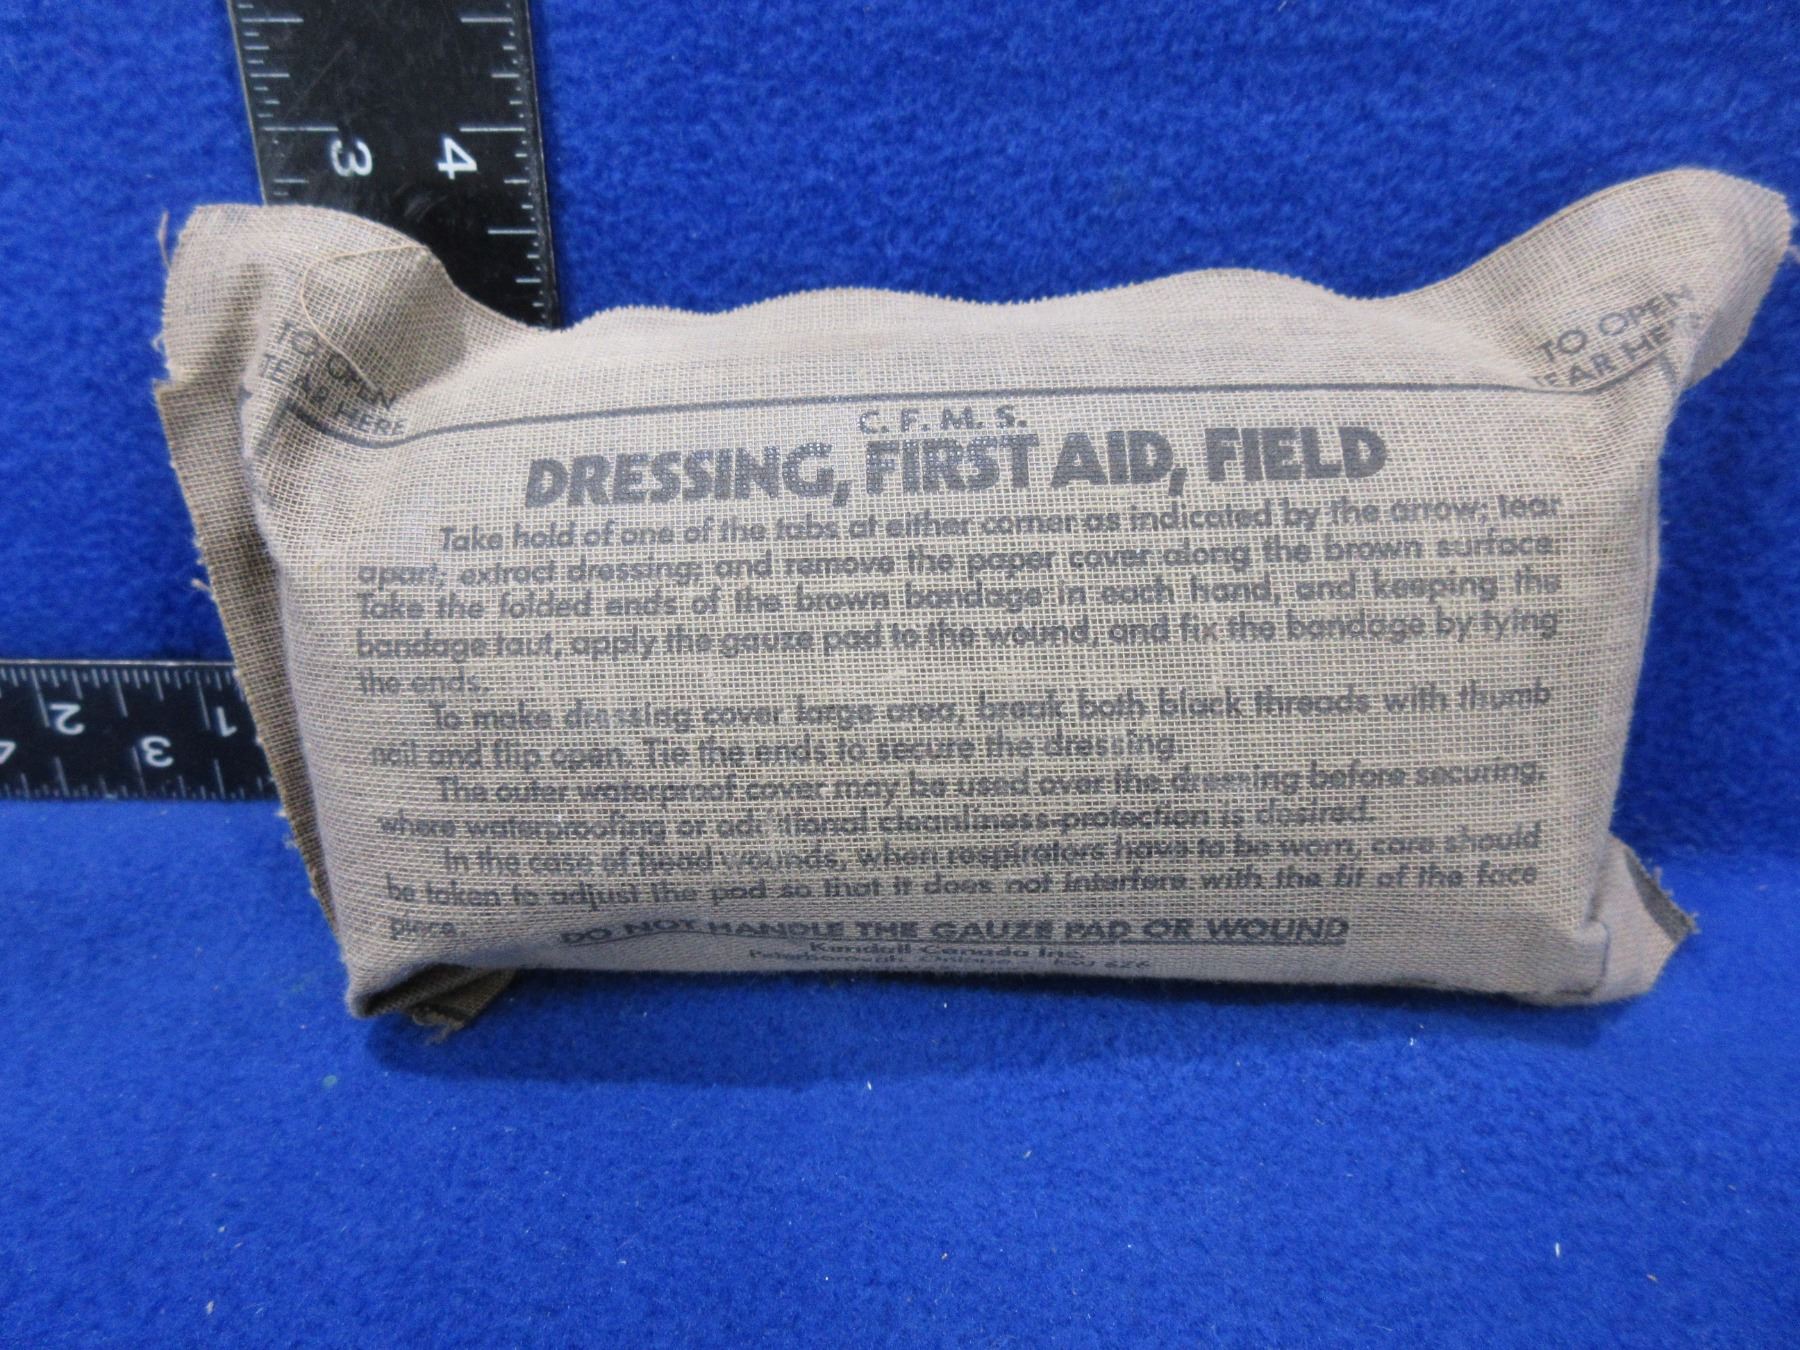 3 4
TO OPEN
TEAR HERE
TO OPEN
TEAR HE
C. F. M. S.
DRESSING, FIRST AID, FIELD
Take hold of one of the tabs at either corner as indicated by the arrow; tear
apart; extract dressing; and remove the paper cover along the brown surface.
Take the folded ends of the brown bandage in each hand, and keeping the
bandage taut, apply the gauze pad to the wound, and fix the bandage by tying
the ends.
To make dressing cover large area, break both black threads with thumb
nail and flip open. Tie the ends to secure the dressing.
The outer waterproof cover may be used over the dressing before securing,
where waterproofing or additional cleanliness-protection is desired.
In the case of head wounds, when respirators have to be worn, care should
be taken to adjust the pad so that it does not interfere with the fit of the face
piece.
DO NOT HANDLE THE GAUZE PAD OR WOUND
Kendall Canada Inc.
Peterborough,
2 1
4 3